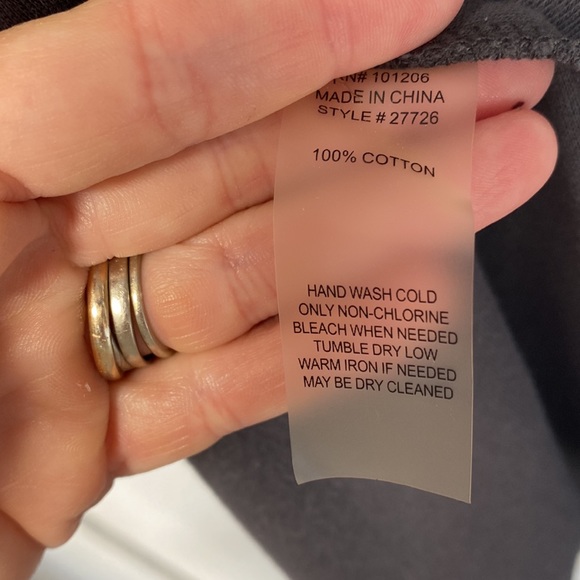 RN# 101206
MADE IN CHINA
STYLE # 27726
100% COTTON
HAND WASH COLD
ONLY NON-CHLORINE
BLEACH WHEN NEEDED
TUMBLE DRY LOW
WARM IRON IF NEEDED
MAY BE DRY CLEANED